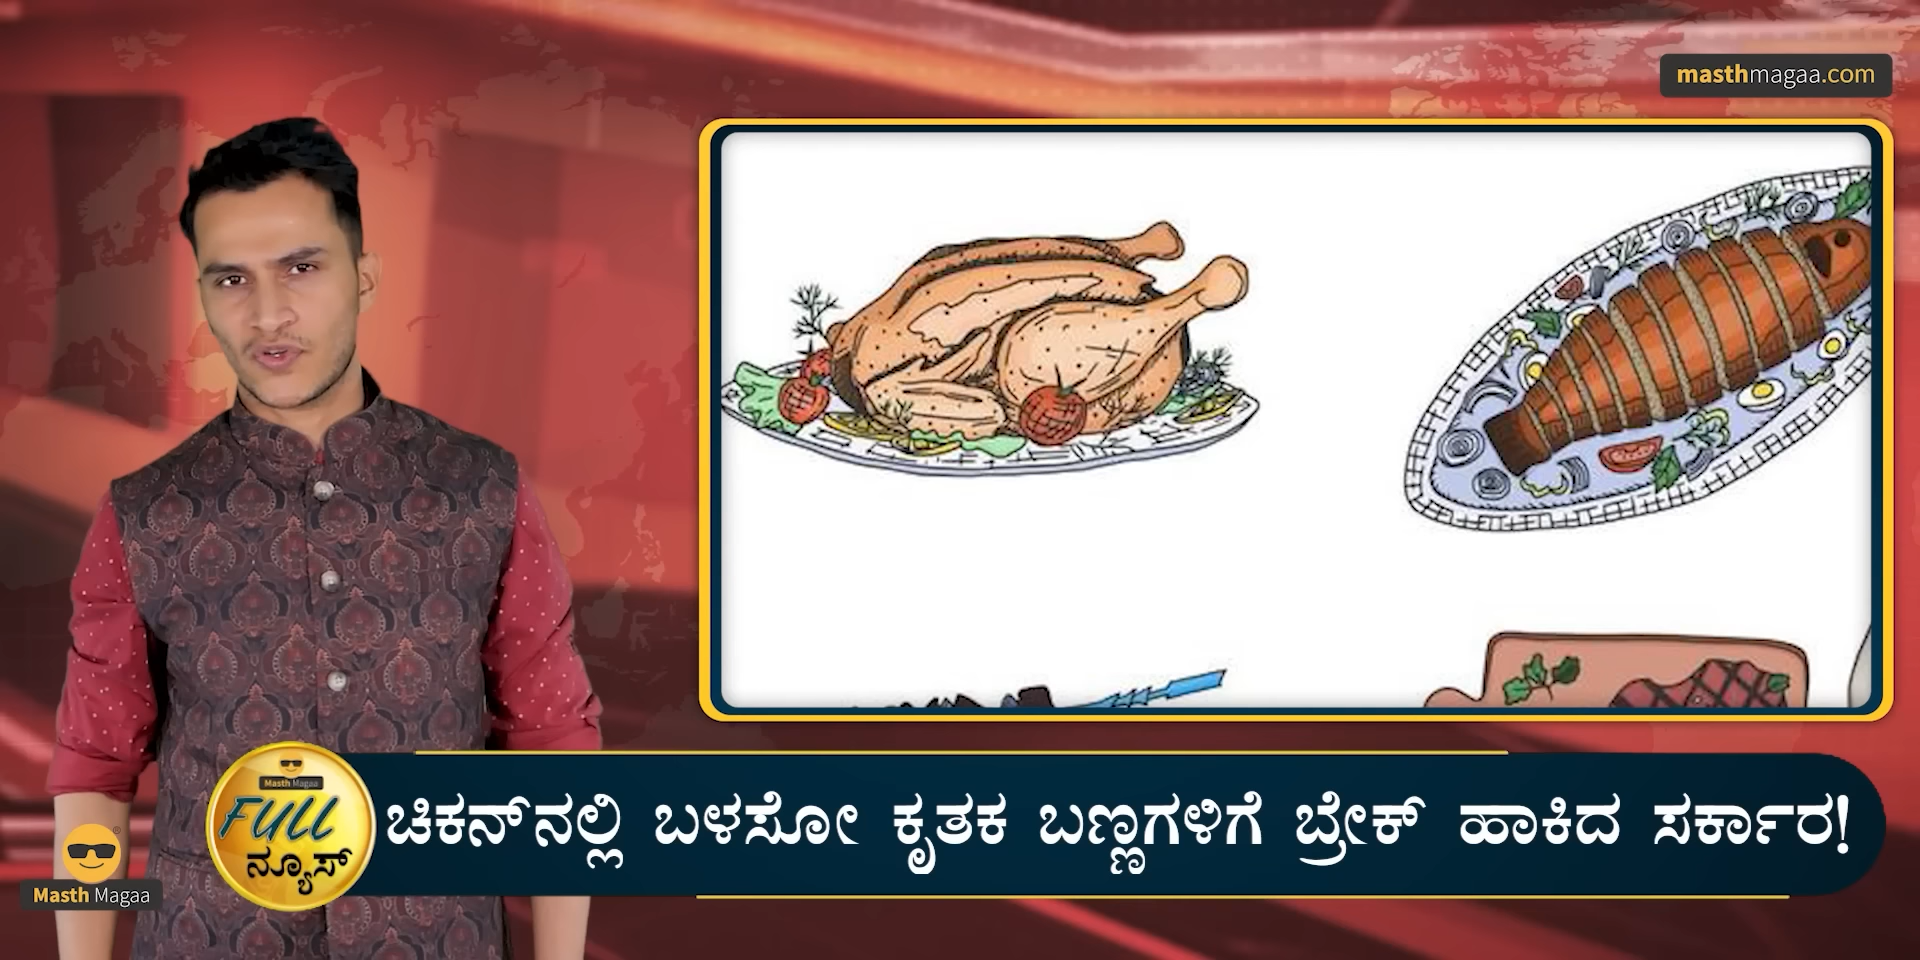 masthmagaa.com
Masth Magaa
FULL
ನ್ಯೂಸ್
ಚಿಕನ್‌ನಲ್ಲಿ ಬಳಸೋ ಕೃತಕ ಬಣ್ಣಗಳಿಗೆ ಬ್ರೇಕ್ ಹಾಕಿದ ಸರ್ಕಾರ!
Masth Magaa